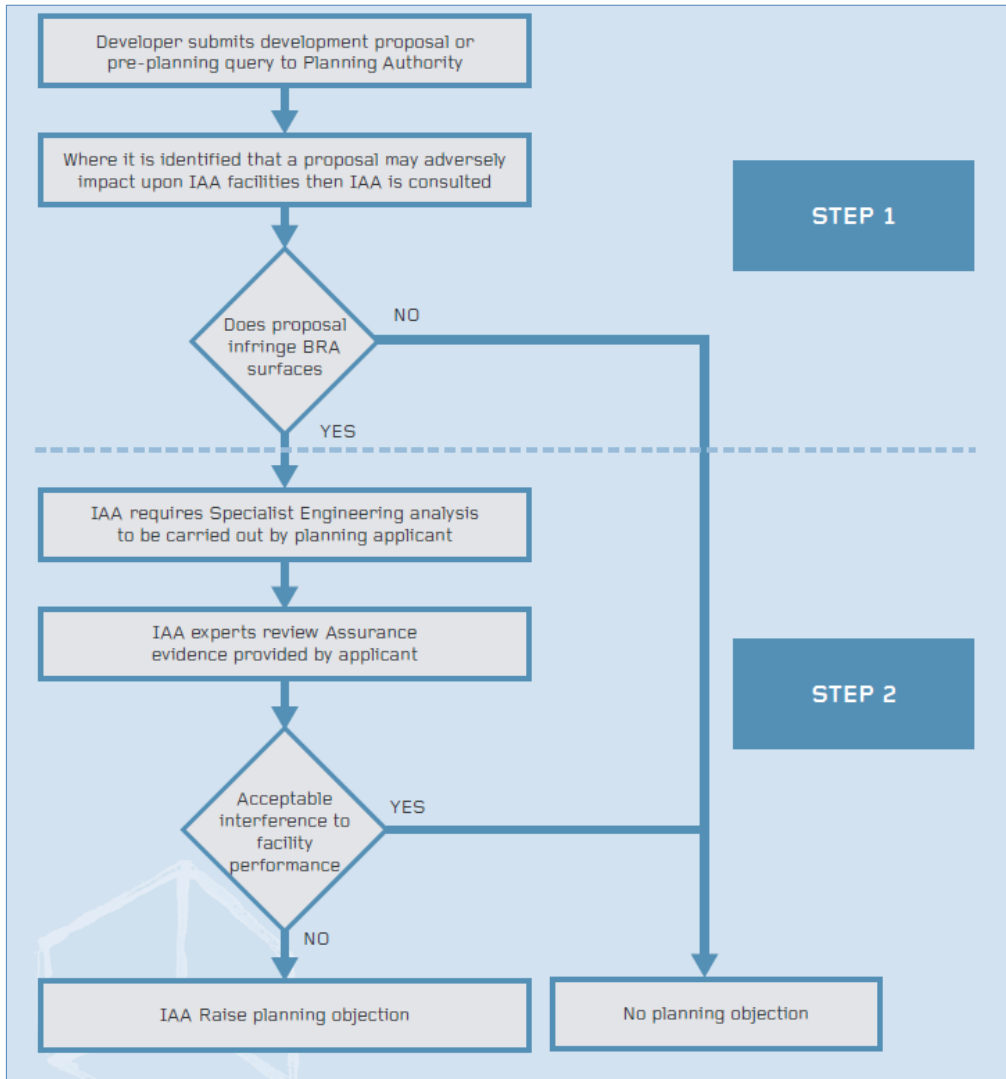 Developer submits development proposal or
pre-planning query to Planning Authority
Where it is identified that a proposal may adversely
impact upon IAA facilities then IAA is consulted
STEP 1
Does proposal
infringe BRA
surfaces
NO
YES
IAA requires Specialist Engineering analysis
to be carried out by planning applicant
IAA experts review Assurance
evidence provided by applicant
STEP 2
Acceptable
interference to
facility
performance
YES
NO
IAA Raise planning objection
No planning objection